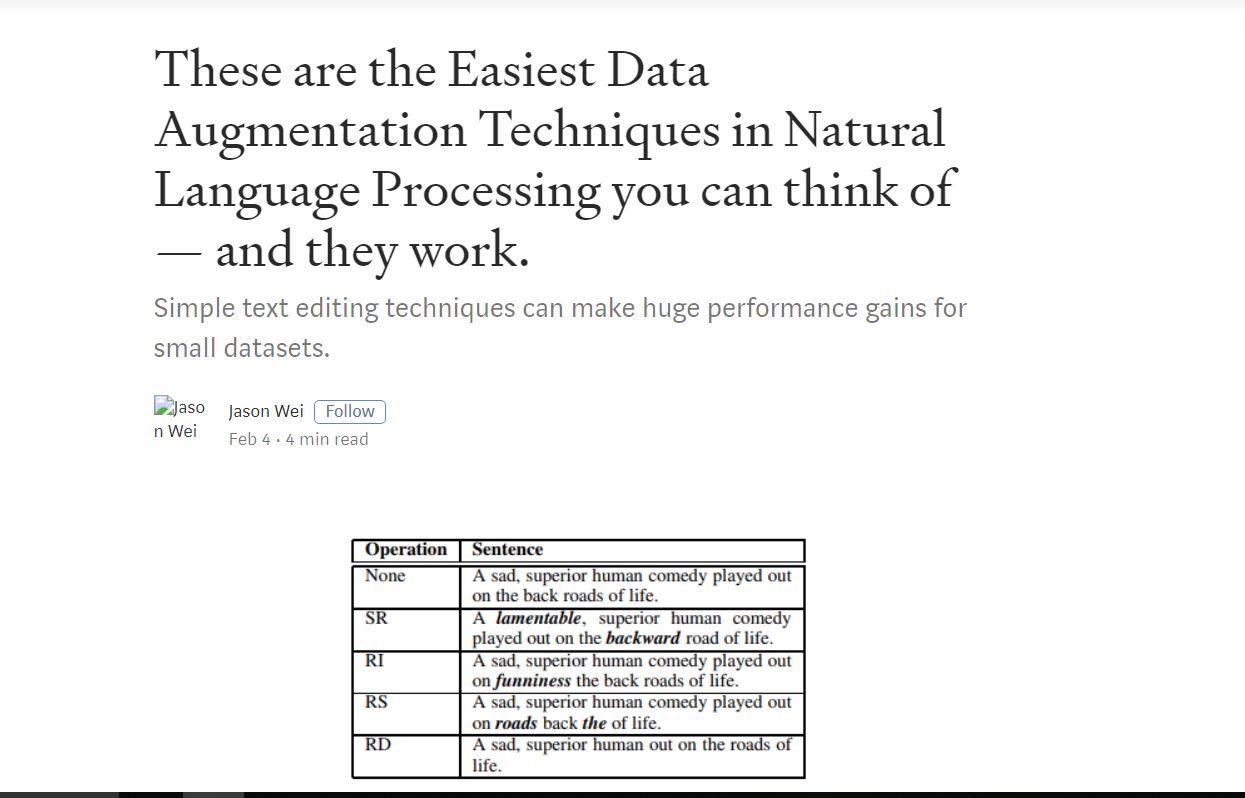 These are the Easiest Data
Augmentation Techniques in Natural
Language Processing you can think of
— and they work.
Simple text editing techniques can make huge performance gains for
small datasets.
Jaso
n Wei
Jason Wei Follow
Feb 4 · 4 min read
Operation Sentence
None A sad, superior human comedy played out
on the back roads of life.
SR A lamentable, superior human comedy
played out on the backward road of life.
RI A sad, superior human comedy played out
on funniness the back roads of life.
RS A sad, superior human comedy played out
on roads back the of life.
RD A sad, superior human out on the roads of
life.